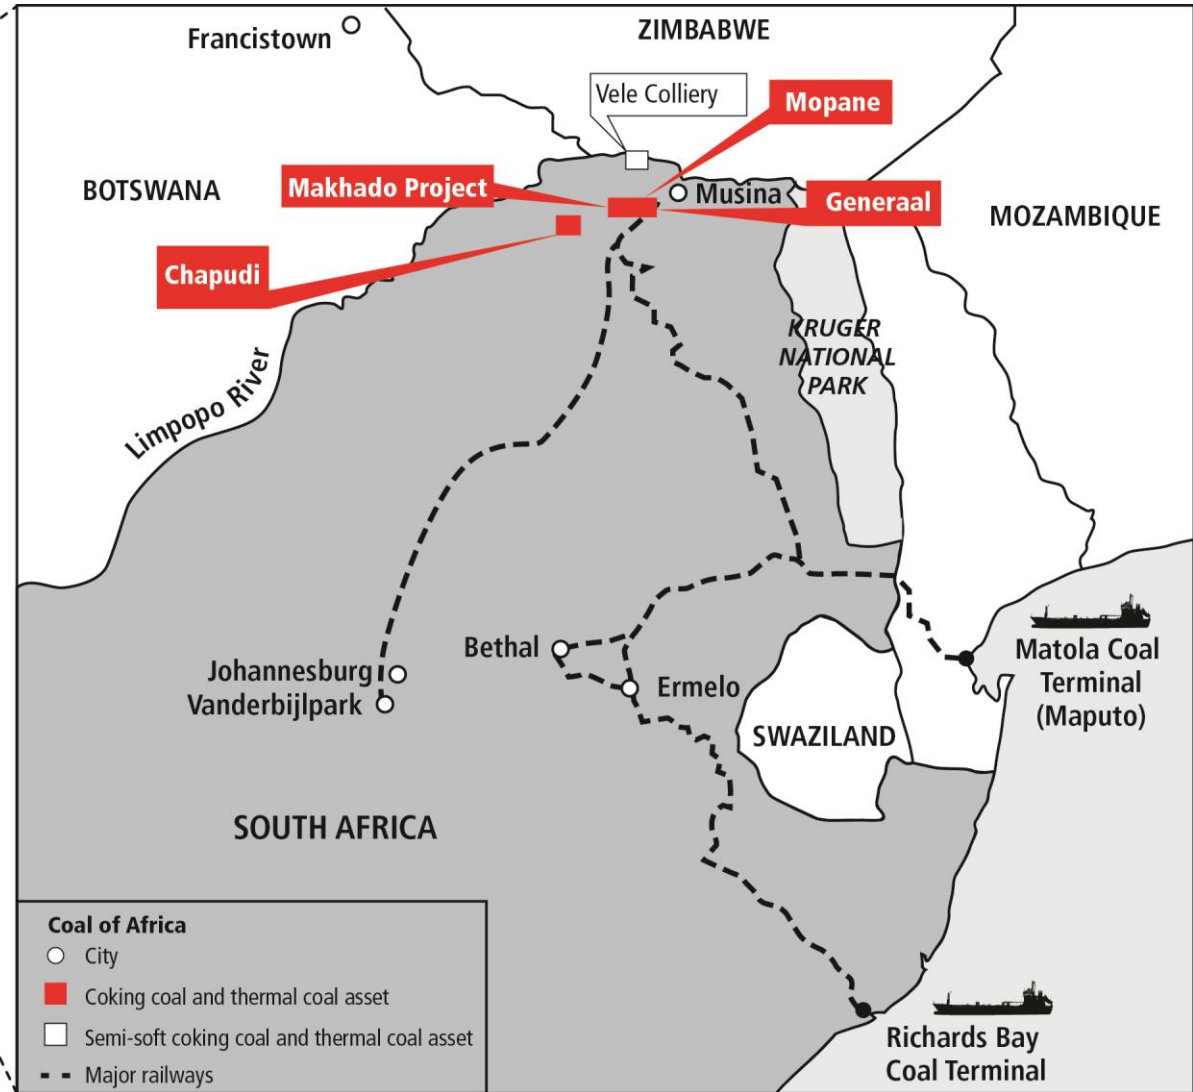 Francistown
ZIMBABWE
Vele Colliery
Mopane
BOTSWANA
Makhado Project
Musina
Generaal
MOZAMBIQUE
Chapudi
KRUGER
NATIONAL
PARK
Limpopo River
Bethal
Johannesburg
Vanderbijlpark
Ermelo
Matola Coal
Terminal
(Maputo)
SWAZILAND
SOUTH AFRICA
Coal of Africa
City
Coking coal and thermal coal asset
Semi-soft coking coal and thermal coal asset
Major railways
Richards Bay
Coal Terminal